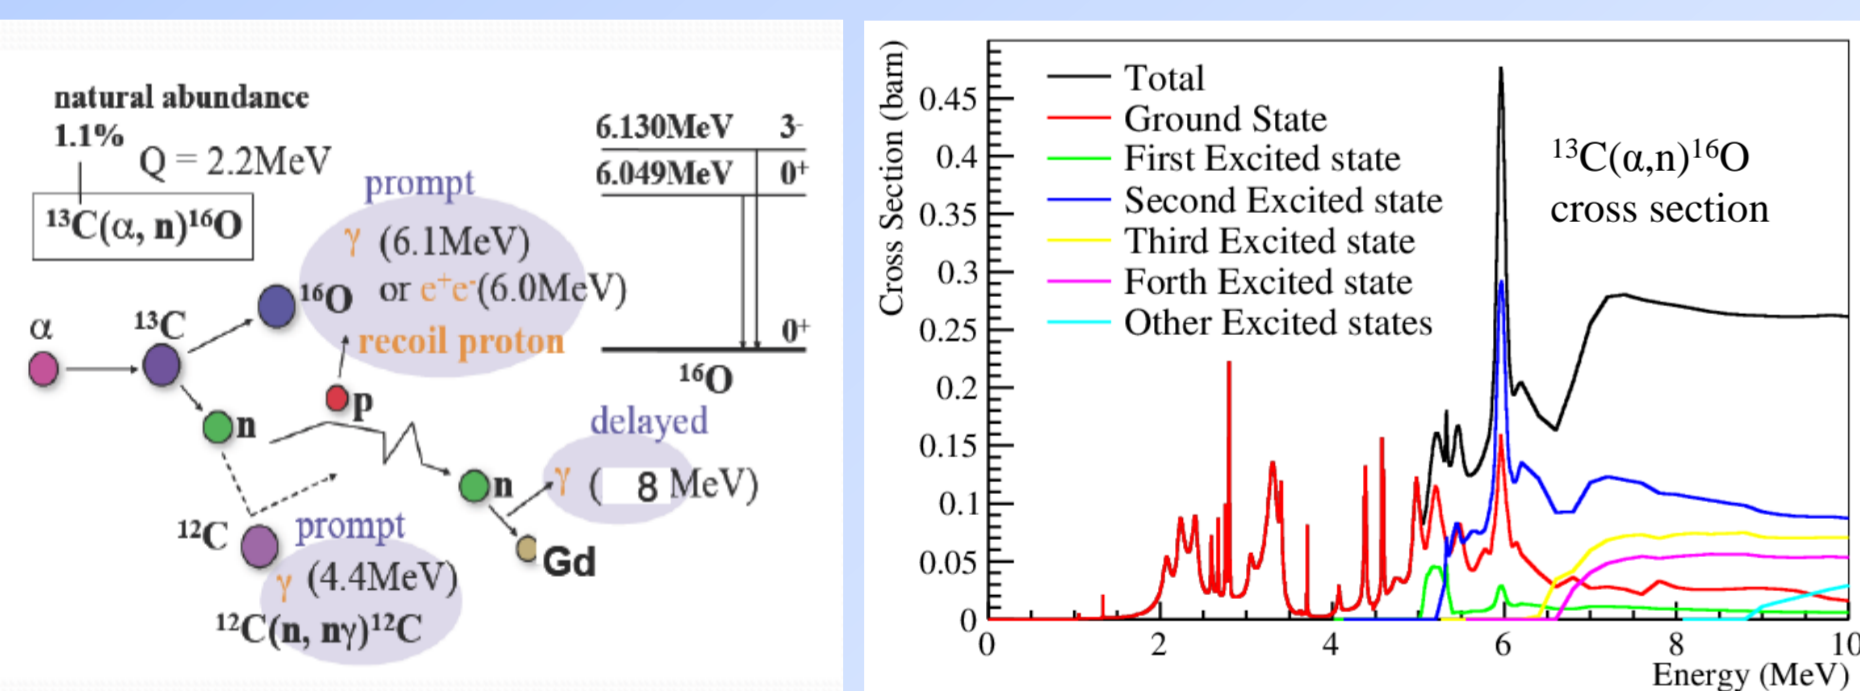 natural abundance
1.1%
Q = 2.2MeV
¹³C(α, n)¹⁶O
prompt
γ (6.1MeV)
or e⁺e⁻(6.0MeV)
recoil proton
6.130MeV 3⁻
6.049MeV 0⁺
0⁺
¹⁶O
α
¹³C
¹⁶O
n
p
delayed
γ ( 8 MeV)
n
Gd
¹²C
prompt
γ (4.4MeV)
¹²C(n, nγ)¹²C
Cross Section (barn)
0.45
0.4
0.35
0.3
0.25
0.2
0.15
0.1
0.05
0
Total
Ground State
First Excited state
Second Excited state
Third Excited state
Forth Excited state
Other Excited states
¹³C(α,n)¹⁶O
cross section
0 2 4 6 8 10
Energy (MeV)